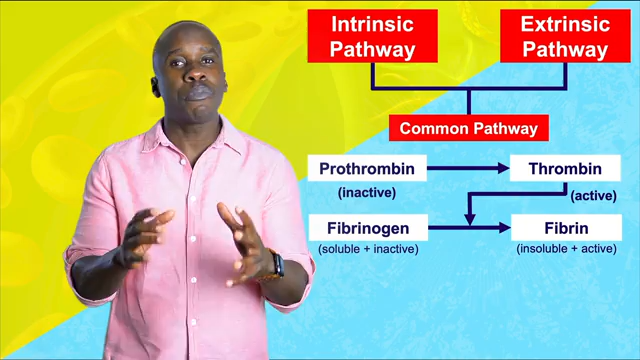 Intrinsic
Pathway
Extrinsic
Pathway
Common Pathway
Prothrombin
(inactive)
Thrombin
(active)
Fibrinogen
(soluble + inactive)
Fibrin
(insoluble + active)